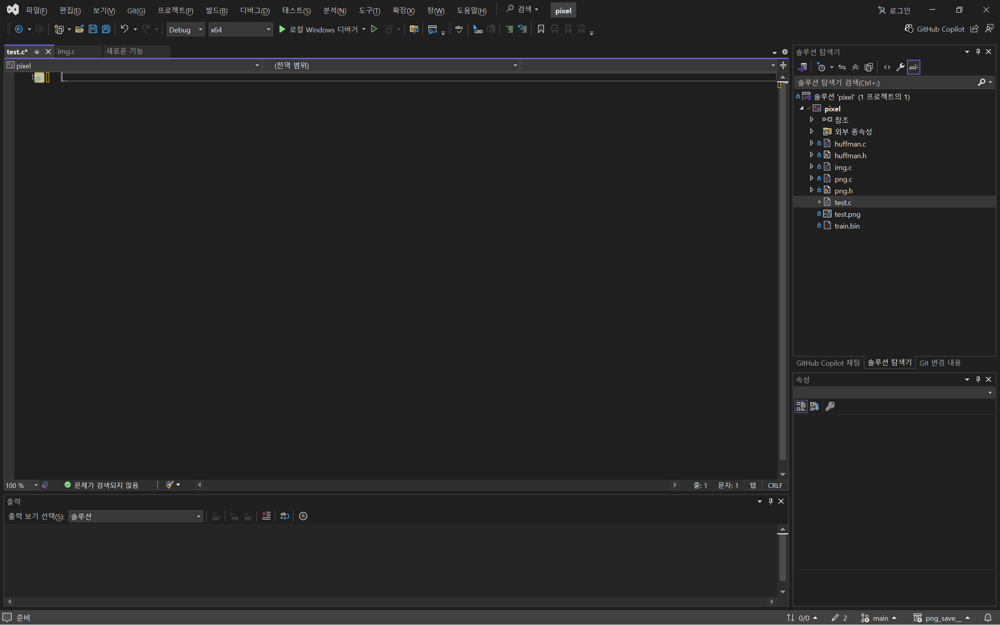 파일(F) 편집(E) 보기(V) Git(G) 프로젝트(P) 빌드(B) 디버그(D) 테스트(S) 분석(N) 도구(T) 확장(X) 창(W) 도움말(H) 검색 pixel 로그인
Debug x64 로컬 Windows 디버거 abc GitHub Copilot
test.c* img.c 새로운 기능
pixel (전역 범위)
1
100 % 문제가 검색되지 않음 줄: 1 문자: 1 탭 CRLF
출력
출력 보기 선택(S): 솔루션
솔루션 탐색기
솔루션 탐색기 검색(Ctrl+;)
솔루션 'pixel' (1 프로젝트의 1)
pixel
참조
외부 종속성
huffman.c
huffman.h
img.c
png.c
png.h
test.c
test.png
train.bin
GitHub Copilot 채팅 솔루션 탐색기 Git 변경 내용
속성
준비 0/0 2 main png_save__